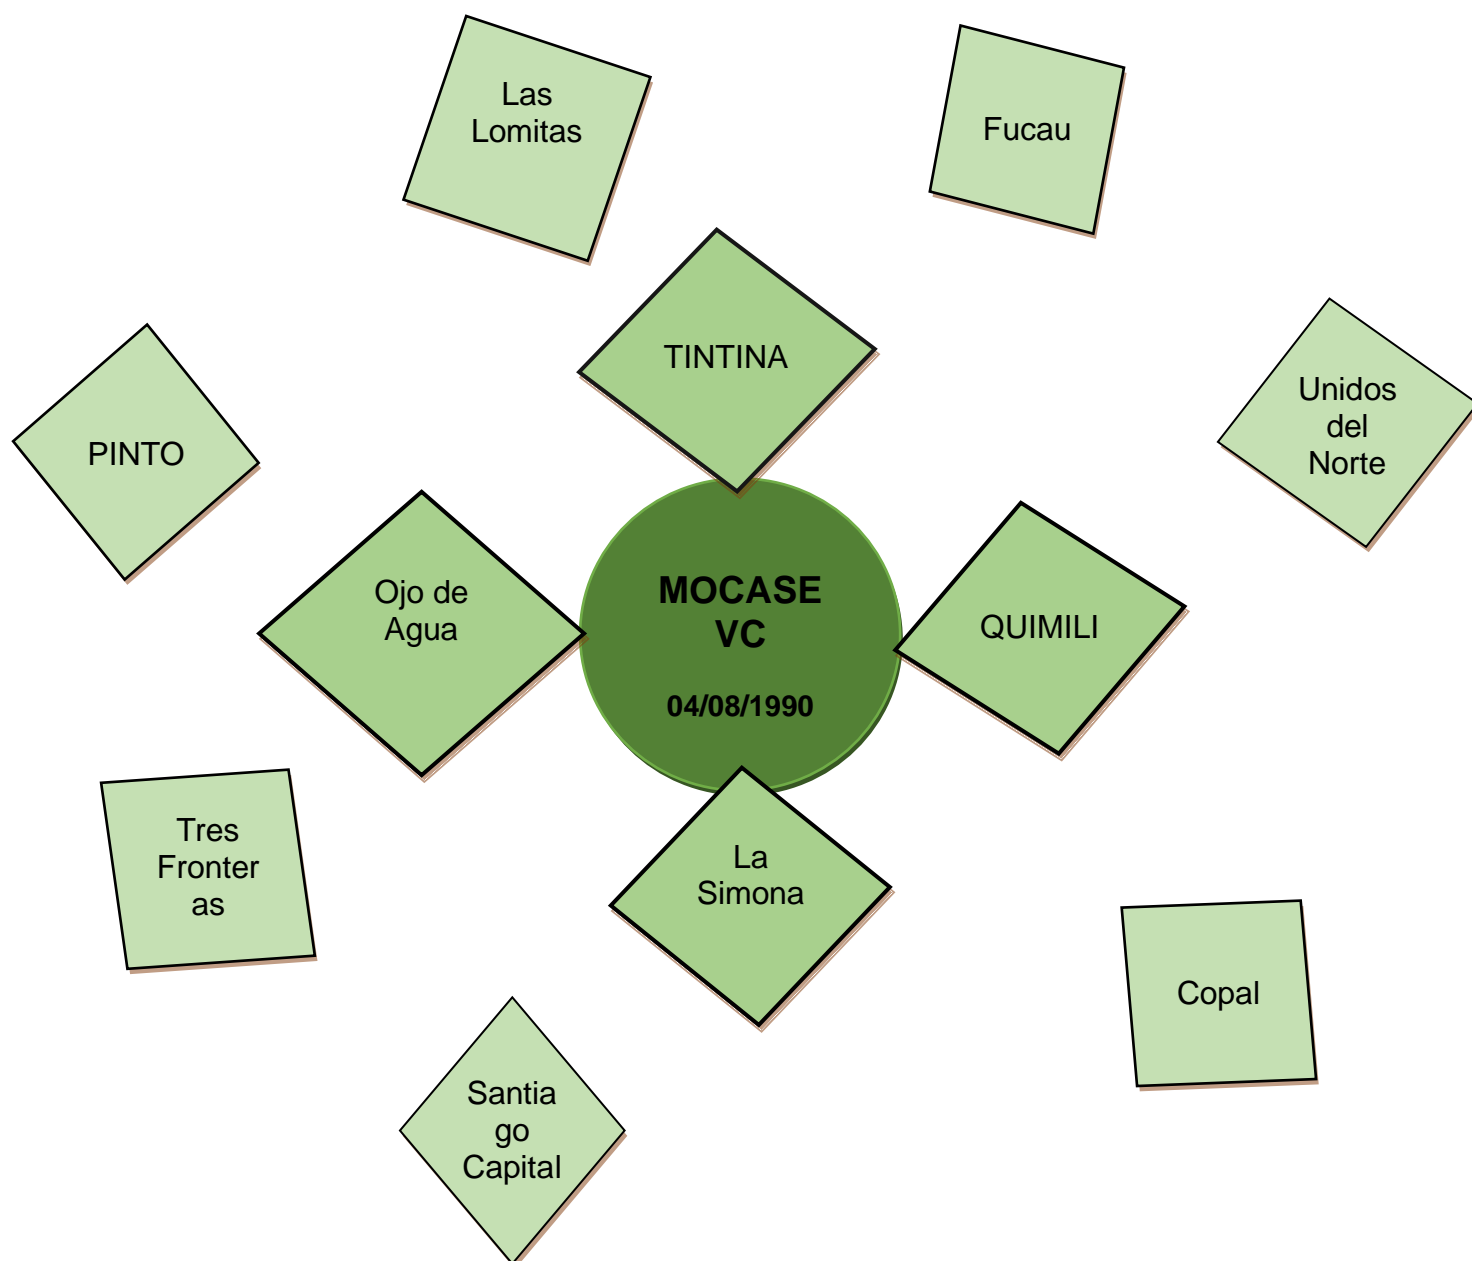 Las
Lomitas
Fucau
TINTINA
Unidos
del
Norte
PINTO
MOCASE
VC
04/08/1990
Ojo de
Agua
QUIMILI
Tres
Fronter
as
La
Simona
Copal
Santia
go
Capital